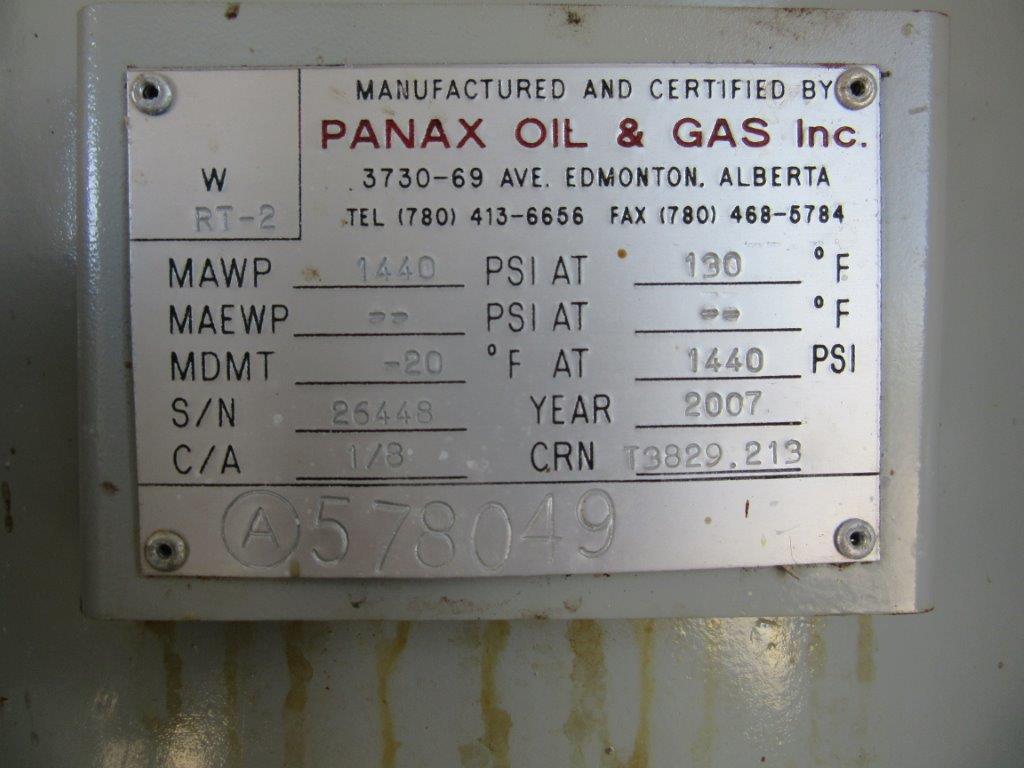 MANUFACTURED AND CERTIFIED BY
PANAX OIL & GAS Inc.
3730-69 AVE. EDMONTON, ALBERTA
TEL (780) 413-6656 FAX (780) 468-5784
W
RT-2
MAWP 1440 PSI AT 130 °F
MAEWP -- PSI AT -- °F
MDMT -20 °F AT 1440 PSI
S/N 26448 YEAR 2007
C/A 1/8 CRN T3829.213
A 578049